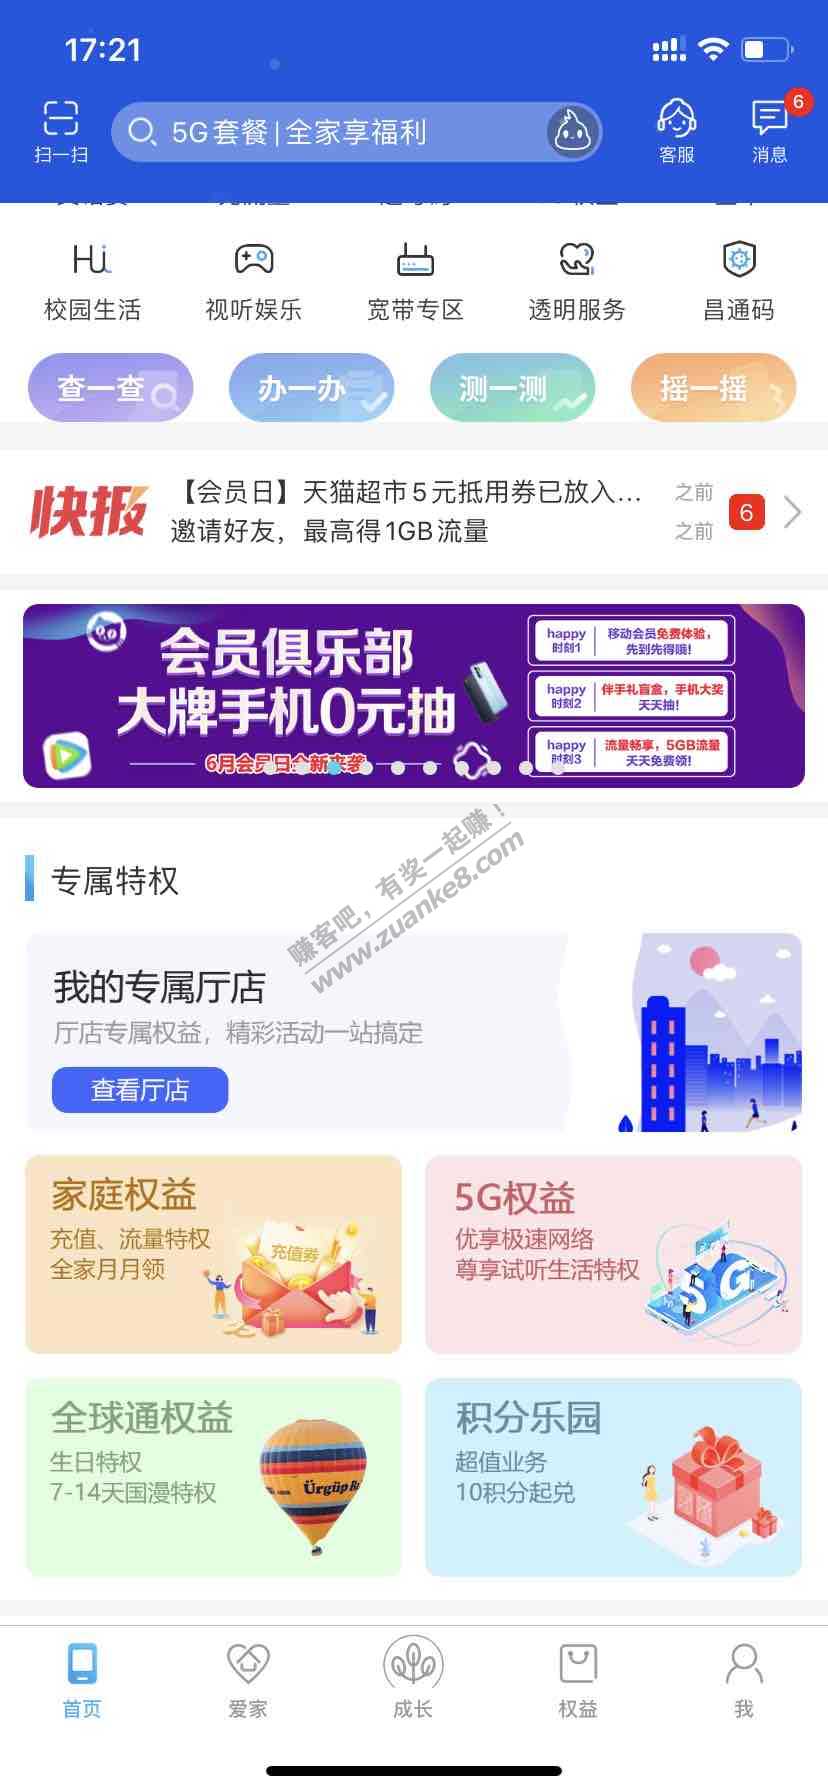 17:21
扫一扫
5G套餐|全家享福利
客服
消息
6
校园生活
视听娱乐
宽带专区
透明服务
昌通码
查一查
办一办
测一测
摇一摇
快报
【会员日】天猫超市5元抵用券已放入...
之前
邀请好友，最高得1GB流量
之前
6
会员俱乐部
大牌手机0元抽
6月会员日全新来袭
happy
时刻1
移动会员免费体验，
先到先得哦!
happy
时刻2
伴手礼盲盒，手机大奖
天天抽!
happy
时刻3
流量畅享，5GB流量
天天免费领!
赚客吧，有奖一起赚！
www.zuanke8.com
专属特权
我的专属厅店
厅店专属权益，精彩活动一站搞定
查看厅店
家庭权益
充值、流量特权
全家月月领
充值券
5G权益
优享极速网络
尊享试听生活特权
5G
全球通权益
生日特权
7-14天国漫特权
Ürgüp
积分乐园
超值业务
10积分起兑
首页
爱家
成长
权益
我